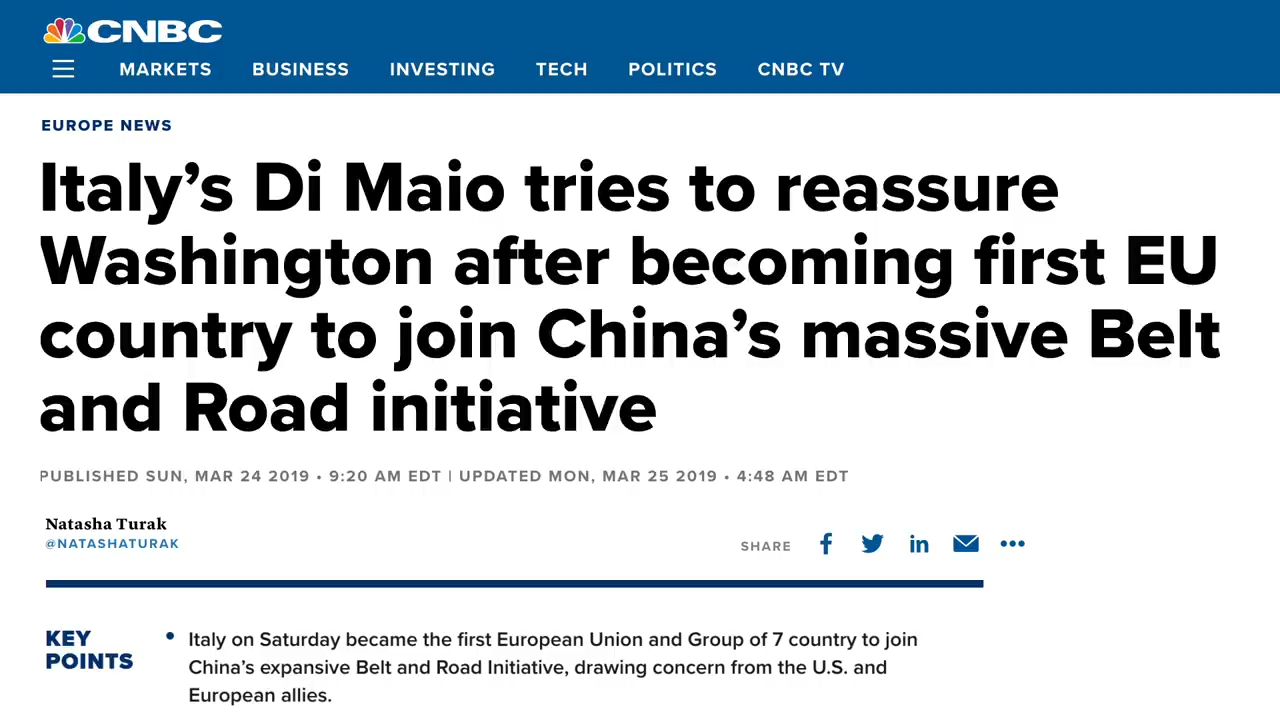 CNBC
MARKETS BUSINESS INVESTING TECH POLITICS CNBC TV
EUROPE NEWS
Italy’s Di Maio tries to reassure
Washington after becoming first EU
country to join China’s massive Belt
and Road initiative
PUBLISHED SUN, MAR 24 2019 • 9:20 AM EDT | UPDATED MON, MAR 25 2019 • 4:48 AM EDT
Natasha Turak
@NATASHATURAK
SHARE
KEY
POINTS
• Italy on Saturday became the first European Union and Group of 7 country to join
China’s expansive Belt and Road Initiative, drawing concern from the U.S. and
European allies.